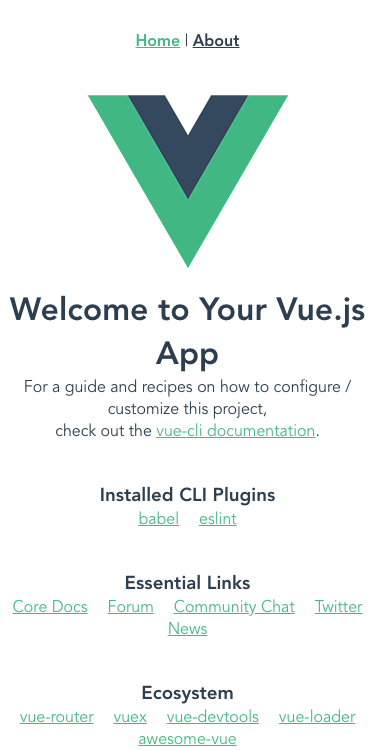 Home | About
Welcome to Your Vue.js
App
For a guide and recipes on how to configure /
customize this project,
check out the vue-cli documentation.
Installed CLI Plugins
babel eslint
Essential Links
Core Docs Forum Community Chat Twitter
News
Ecosystem
vue-router vuex vue-devtools vue-loader
awesome-vue